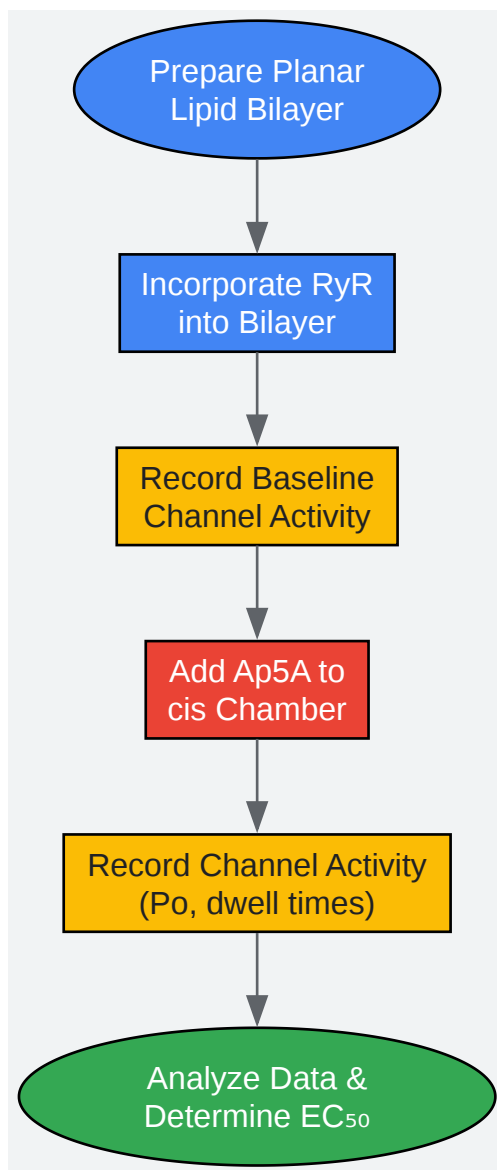 Prepare Planar
Lipid Bilayer
Incorporate RyR
into Bilayer
Record Baseline
Channel Activity
Add Ap5A to
cis Chamber
Record Channel Activity
(Po, dwell times)
Analyze Data &
Determine EC₅₀